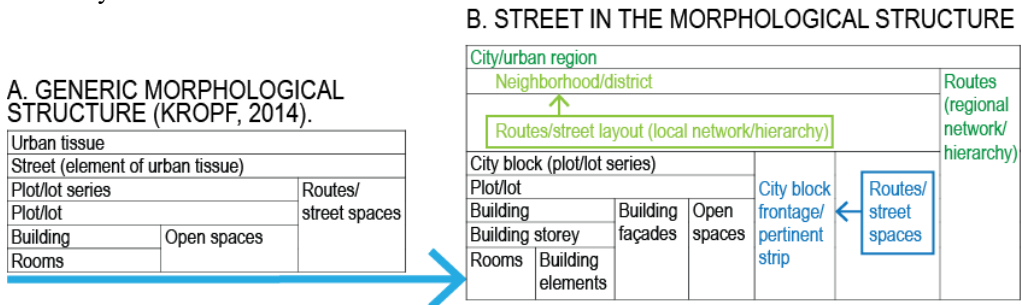 B. STREET IN THE MORPHOLOGICAL STRUCTURE
A. GENERIC MORPHOLOGICAL
STRUCTURE (KROPF, 2014).
Urban tissue
Street (element of urban tissue)
Plot/lot series
Routes/
street spaces
Plot/lot
Building
Open spaces
Rooms
City/urban region
Neighborhood/district
Routes
(regional
network/
hierarchy)
Routes/street layout (local network/hierarchy)
City block (plot/lot series)
Plot/lot
City block
frontage/
pertinent
strip
Routes/
street
spaces
Building
Building
façades
Open
spaces
Building storey
Rooms
Building
elements